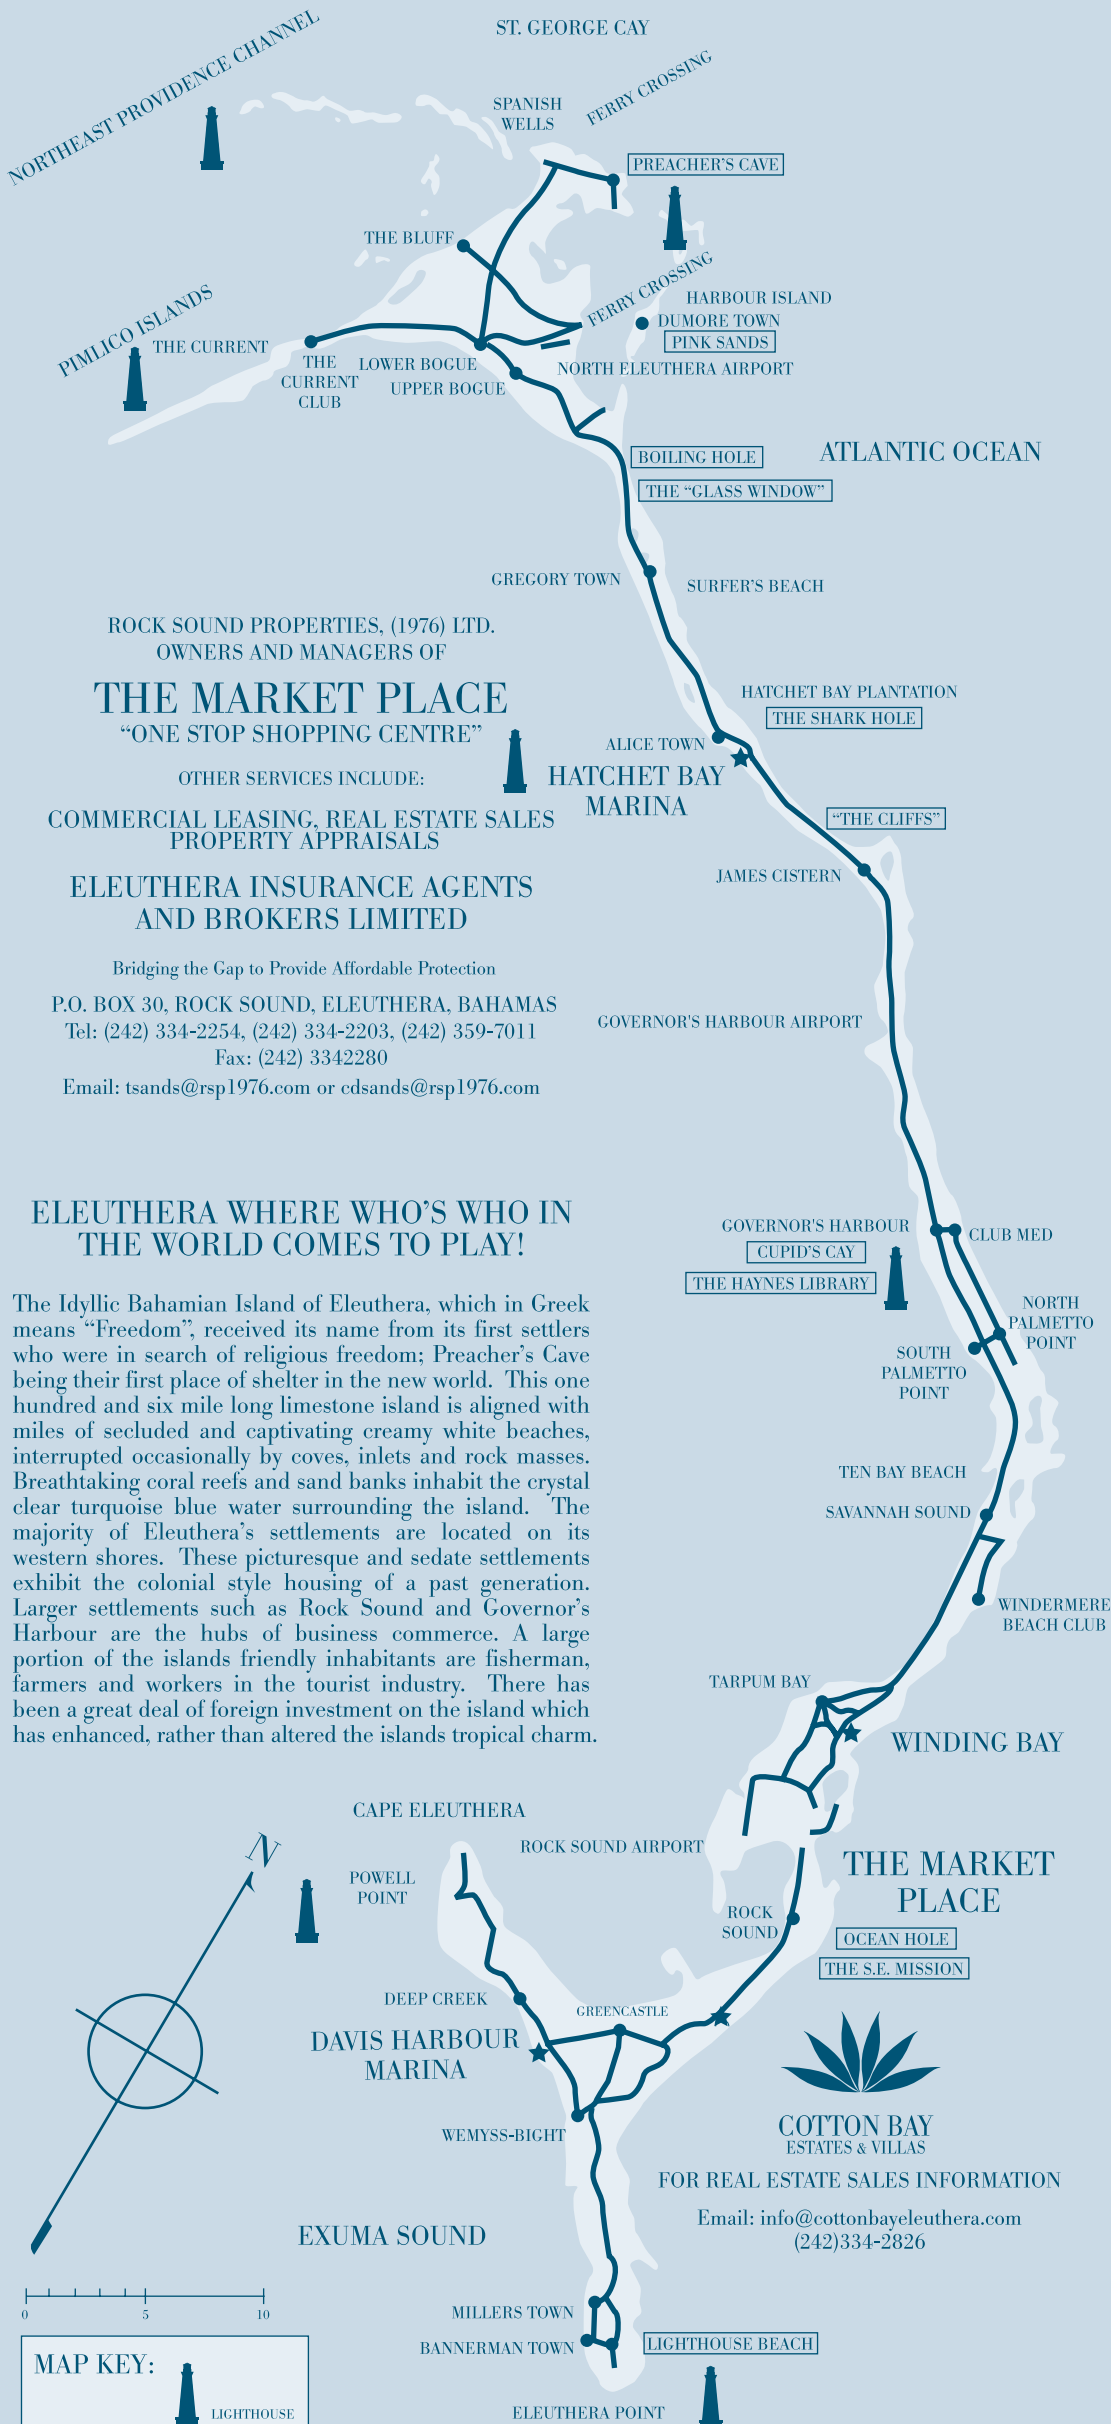 ST. GEORGE CAY
NORTHEAST PROVIDENCE CHANNEL
SPANISH
WELLS
FERRY CROSSING
PREACHER'S CAVE
THE BLUFF
FERRY CROSSING
HARBOUR ISLAND
DUMORE TOWN
PINK SANDS
PIMLICO ISLANDS
THE CURRENT
THE
CURRENT
CLUB
LOWER BOGUE
UPPER BOGUE
NORTH ELEUTHERA AIRPORT
BOILING HOLE
ATLANTIC OCEAN
THE “GLASS WINDOW”
GREGORY TOWN
SURFER'S BEACH
ROCK SOUND PROPERTIES, (1976) LTD.
OWNERS AND MANAGERS OF
THE MARKET PLACE
“ONE STOP SHOPPING CENTRE”
OTHER SERVICES INCLUDE:
COMMERCIAL LEASING, REAL ESTATE SALES
PROPERTY APPRAISALS
ELEUTHERA INSURANCE AGENTS
AND BROKERS LIMITED
Bridging the Gap to Provide Affordable Protection
P.O. BOX 30, ROCK SOUND, ELEUTHERA, BAHAMAS
Tel: (242) 334-2254, (242) 334-2203, (242) 359-7011
Fax: (242) 3342280
Email: tsands@rsp1976.com or cdsands@rsp1976.com
HATCHET BAY PLANTATION
THE SHARK HOLE
ALICE TOWN
HATCHET BAY
MARINA
“THE CLIFFS”
JAMES CISTERN
GOVERNOR'S HARBOUR AIRPORT
ELEUTHERA WHERE WHO'S WHO IN
THE WORLD COMES TO PLAY!
The Idyllic Bahamian Island of Eleuthera, which in Greek
means “Freedom”, received its name from its first settlers
who were in search of religious freedom; Preacher's Cave
being their first place of shelter in the new world. This one
hundred and six mile long limestone island is aligned with
miles of secluded and captivating creamy white beaches,
interrupted occasionally by coves, inlets and rock masses.
Breathtaking coral reefs and sand banks inhabit the crystal
clear turquoise blue water surrounding the island. The
majority of Eleuthera's settlements are located on its
western shores. These picturesque and sedate settlements
exhibit the colonial style housing of a past generation.
Larger settlements such as Rock Sound and Governor's
Harbour are the hubs of business commerce. A large
portion of the islands friendly inhabitants are fisherman,
farmers and workers in the tourist industry. There has
been a great deal of foreign investment on the island which
has enhanced, rather than altered the islands tropical charm.
GOVERNOR'S HARBOUR
CLUB MED
CUPID'S CAY
THE HAYNES LIBRARY
NORTH
PALMETTO
POINT
SOUTH
PALMETTO
POINT
TEN BAY BEACH
SAVANNAH SOUND
WINDERMERE
BEACH CLUB
TARPUM BAY
WINDING BAY
CAPE ELEUTHERA
ROCK SOUND AIRPORT
N
POWELL
POINT
THE MARKET
PLACE
ROCK
SOUND
OCEAN HOLE
THE S.E. MISSION
DEEP CREEK
GREENCASTLE
DAVIS HARBOUR
MARINA
WEMYSS-BIGHT
COTTON BAY
ESTATES & VILLAS
FOR REAL ESTATE SALES INFORMATION
Email: info@cottonbayeleuthera.com
(242)334-2826
EXUMA SOUND
0 5 10
MILLERS TOWN
BANNERMAN TOWN
LIGHTHOUSE BEACH
MAP KEY:
LIGHTHOUSE
ELEUTHERA POINT